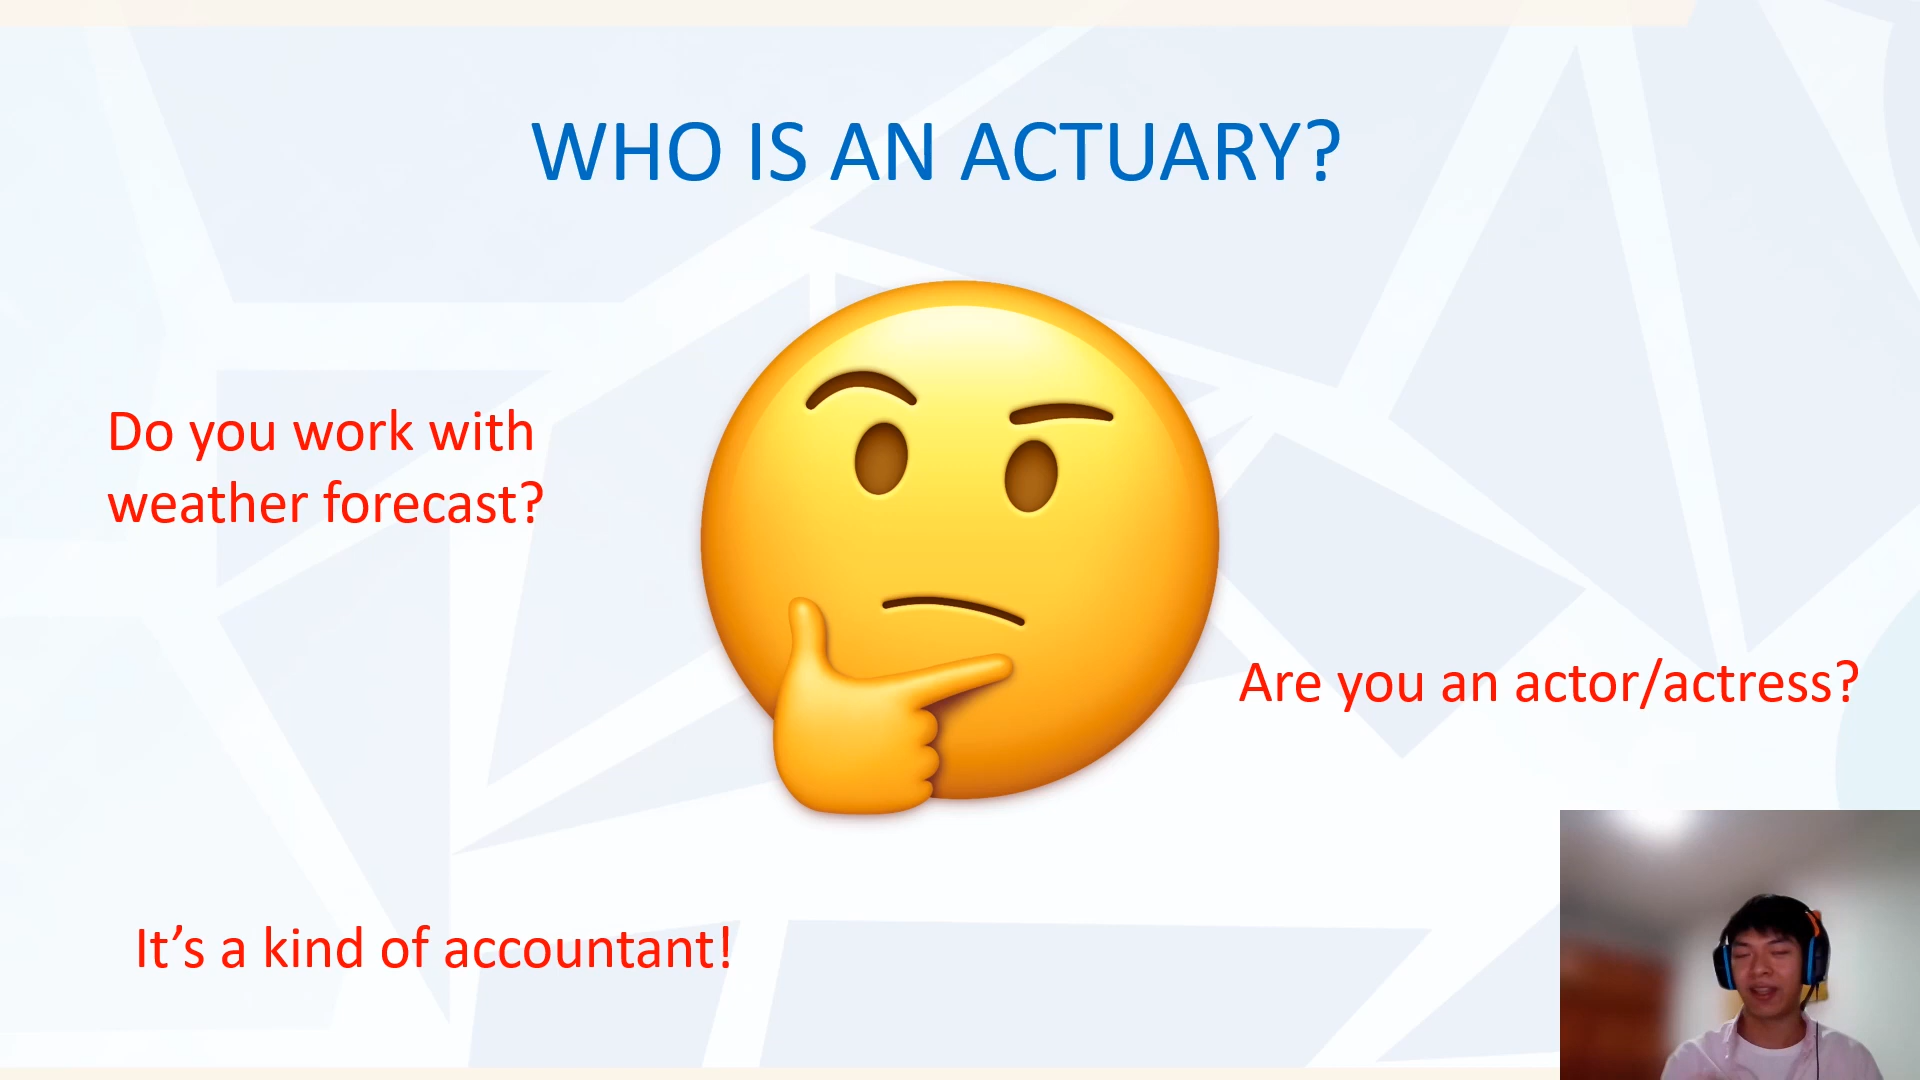 WHO IS AN ACTUARY?
Do you work with
weather forecast?
Are you an actor/actress?
It’s a kind of accountant!